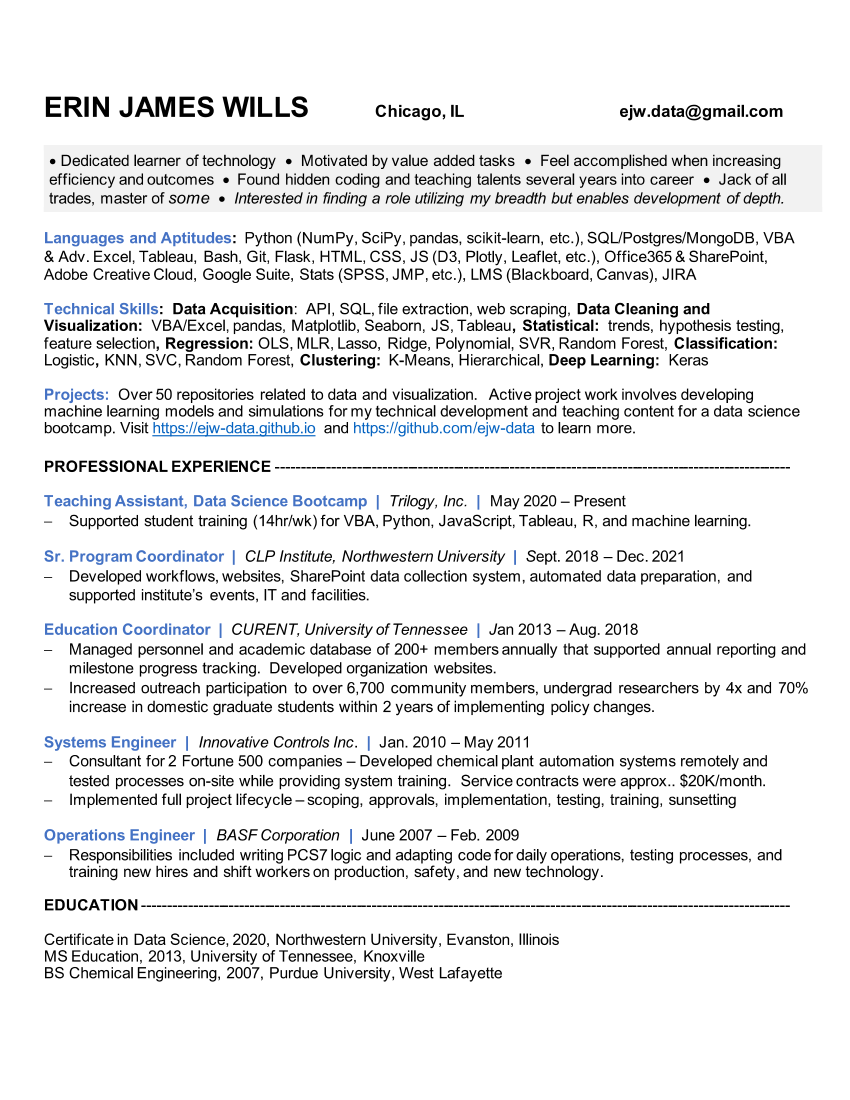 ERIN JAMES WILLS Chicago, IL ejw.data@gmail.com
• Dedicated learner of technology • Motivated by value added tasks • Feel accomplished when increasing
efficiency and outcomes • Found hidden coding and teaching talents several years into career • Jack of all
trades, master of some • Interested in finding a role utilizing my breadth but enables development of depth.
Languages and Aptitudes: Python (NumPy, SciPy, pandas, scikit-learn, etc.), SQL/Postgres/MongoDB, VBA
& Adv. Excel, Tableau, Bash, Git, Flask, HTML, CSS, JS (D3, Plotly, Leaflet, etc.), Office365 & SharePoint,
Adobe Creative Cloud, Google Suite, Stats (SPSS, JMP, etc.), LMS (Blackboard, Canvas), JIRA
Technical Skills: Data Acquisition: API, SQL, file extraction, web scraping, Data Cleaning and
Visualization: VBA/Excel, pandas, Matplotlib, Seaborn, JS, Tableau, Statistical: trends, hypothesis testing,
feature selection, Regression: OLS, MLR, Lasso, Ridge, Polynomial, SVR, Random Forest, Classification:
Logistic, KNN, SVC, Random Forest, Clustering: K-Means, Hierarchical, Deep Learning: Keras
Projects: Over 50 repositories related to data and visualization. Active project work involves developing
machine learning models and simulations for my technical development and teaching content for a data science
bootcamp. Visit https://ejw-data.github.io and https://github.com/ejw-data to learn more.
PROFESSIONAL EXPERIENCE ----------------------------------------------------------------------------------------------------
Teaching Assistant, Data Science Bootcamp | Trilogy, Inc. | May 2020 – Present
– Supported student training (14hr/wk) for VBA, Python, JavaScript, Tableau, R, and machine learning.
Sr. Program Coordinator | CLP Institute, Northwestern University | Sept. 2018 – Dec. 2021
– Developed workflows, websites, SharePoint data collection system, automated data preparation, and
supported institute's events, IT and facilities.
Education Coordinator | CURENT, University of Tennessee | Jan 2013 – Aug. 2018
– Managed personnel and academic database of 200+ members annually that supported annual reporting and
milestone progress tracking. Developed organization websites.
– Increased outreach participation to over 6,700 community members, undergrad researchers by 4x and 70%
increase in domestic graduate students within 2 years of implementing policy changes.
Systems Engineer | Innovative Controls Inc. | Jan. 2010 – May 2011
– Consultant for 2 Fortune 500 companies – Developed chemical plant automation systems remotely and
tested processes on-site while providing system training. Service contracts were approx.. $20K/month.
– Implemented full project lifecycle – scoping, approvals, implementation, testing, training, sunsetting
Operations Engineer | BASF Corporation | June 2007 – Feb. 2009
– Responsibilities included writing PCS7 logic and adapting code for daily operations, testing processes, and
training new hires and shift workers on production, safety, and new technology.
EDUCATION ------------------------------------------------------------------------------------------------------------------------------
Certificate in Data Science, 2020, Northwestern University, Evanston, Illinois
MS Education, 2013, University of Tennessee, Knoxville
BS Chemical Engineering, 2007, Purdue University, West Lafayette